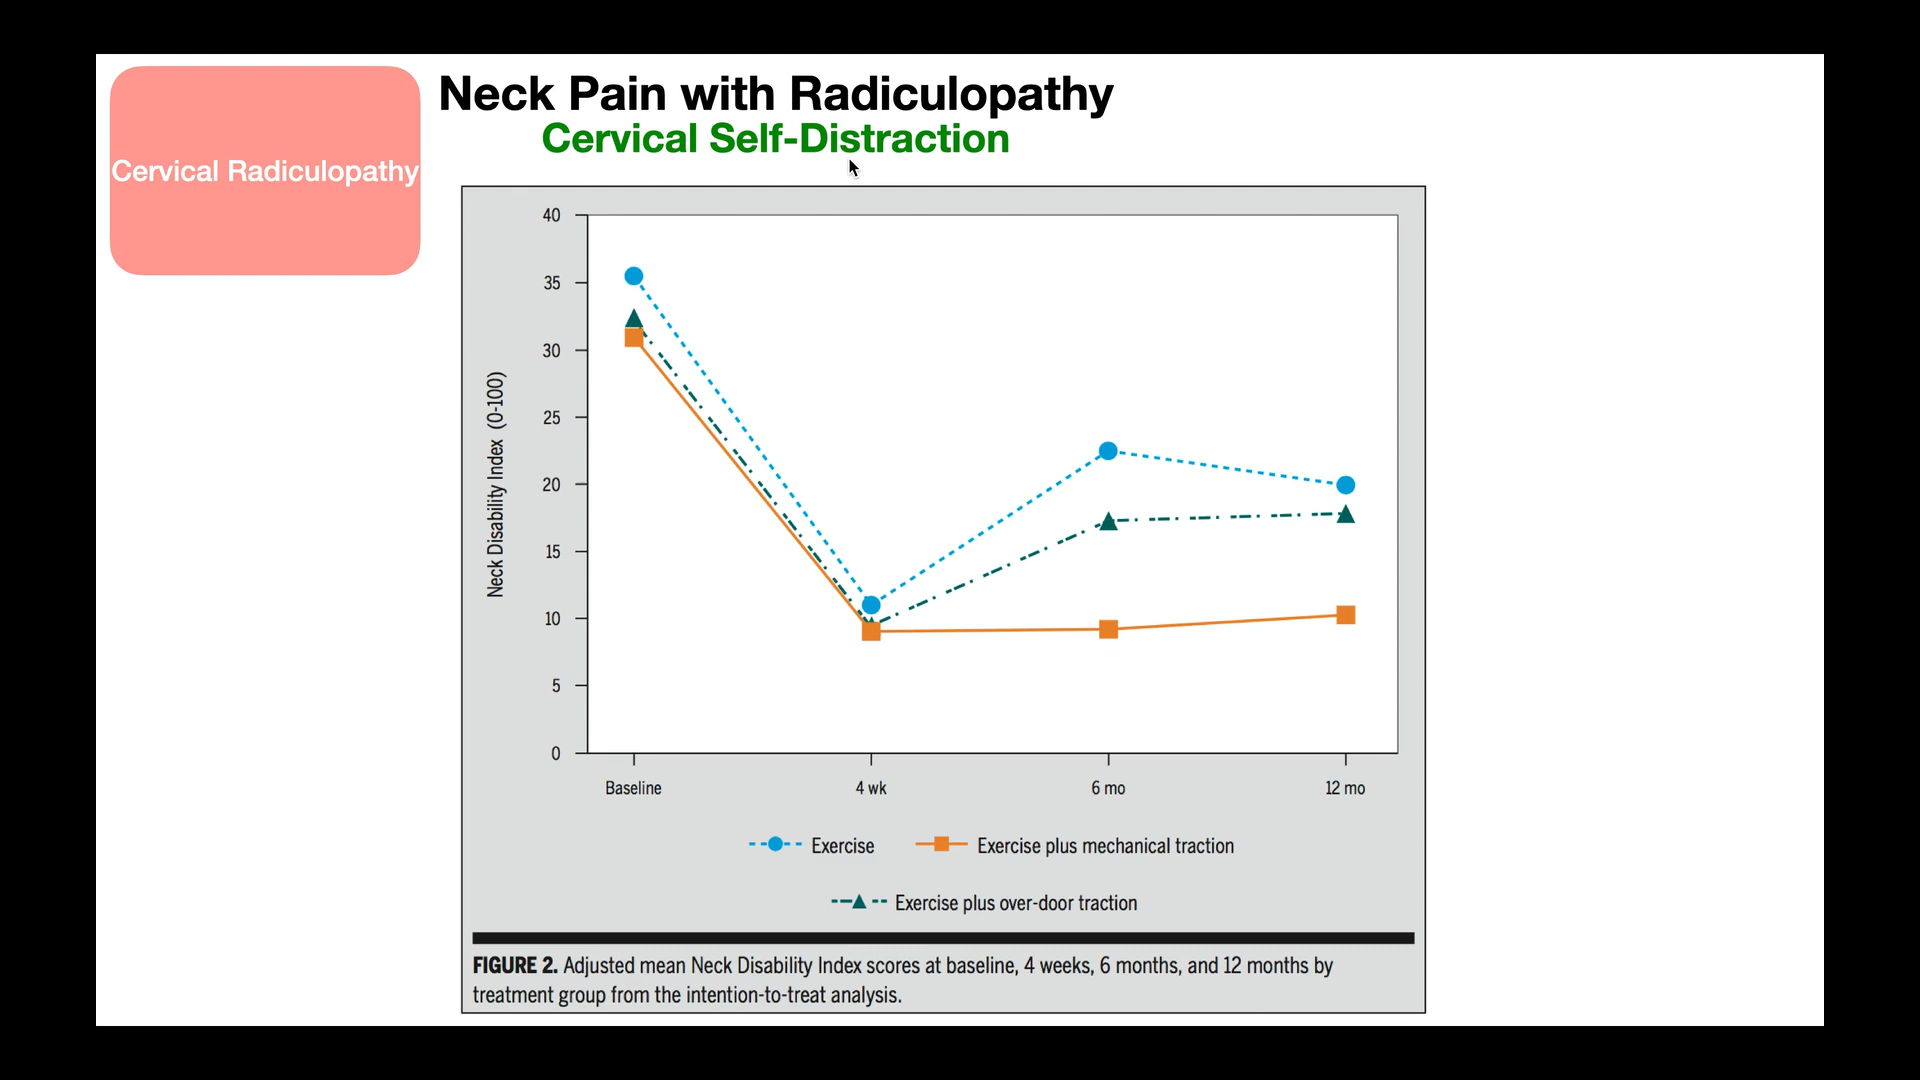 Neck Pain with Radiculopathy
Cervical Self-Distraction
Cervical Radiculopathy
Neck Disability Index (0-100)
40
35
30
25
20
15
10
5
0
Baseline 4 wk 6 mo 12 mo
Exercise Exercise plus mechanical traction
Exercise plus over-door traction
FIGURE 2. Adjusted mean Neck Disability Index scores at baseline, 4 weeks, 6 months, and 12 months by
treatment group from the intention-to-treat analysis.